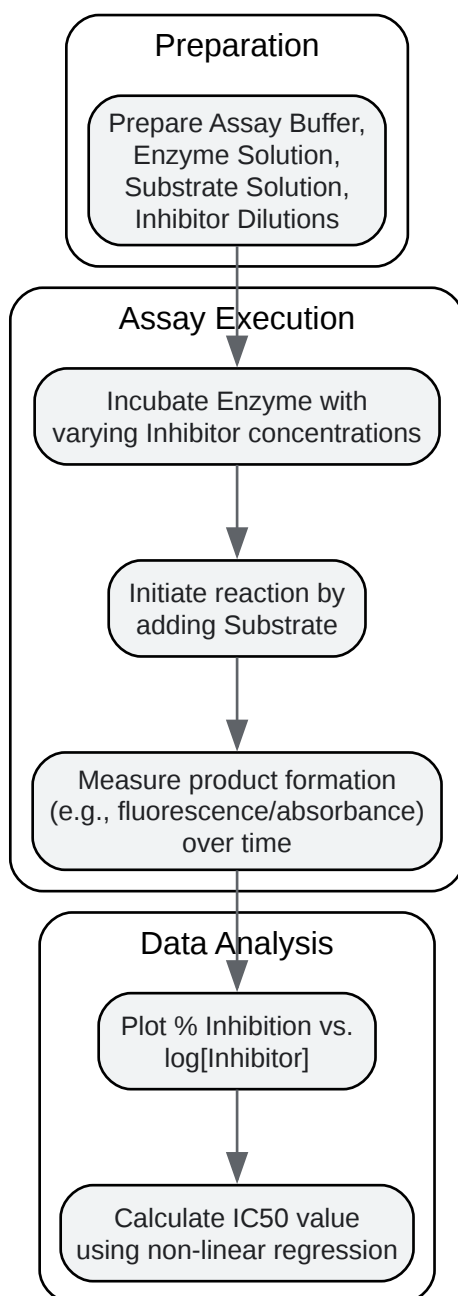 Preparation
Prepare Assay Buffer,
Enzyme Solution,
Substrate Solution,
Inhibitor Dilutions
Assay Execution
Incubate Enzyme with
varying Inhibitor concentrations
Initiate reaction by
adding Substrate
Measure product formation
(e.g., fluorescence/absorbance)
over time
Data Analysis
Plot % Inhibition vs.
log[Inhibitor]
Calculate IC50 value
using non-linear regression